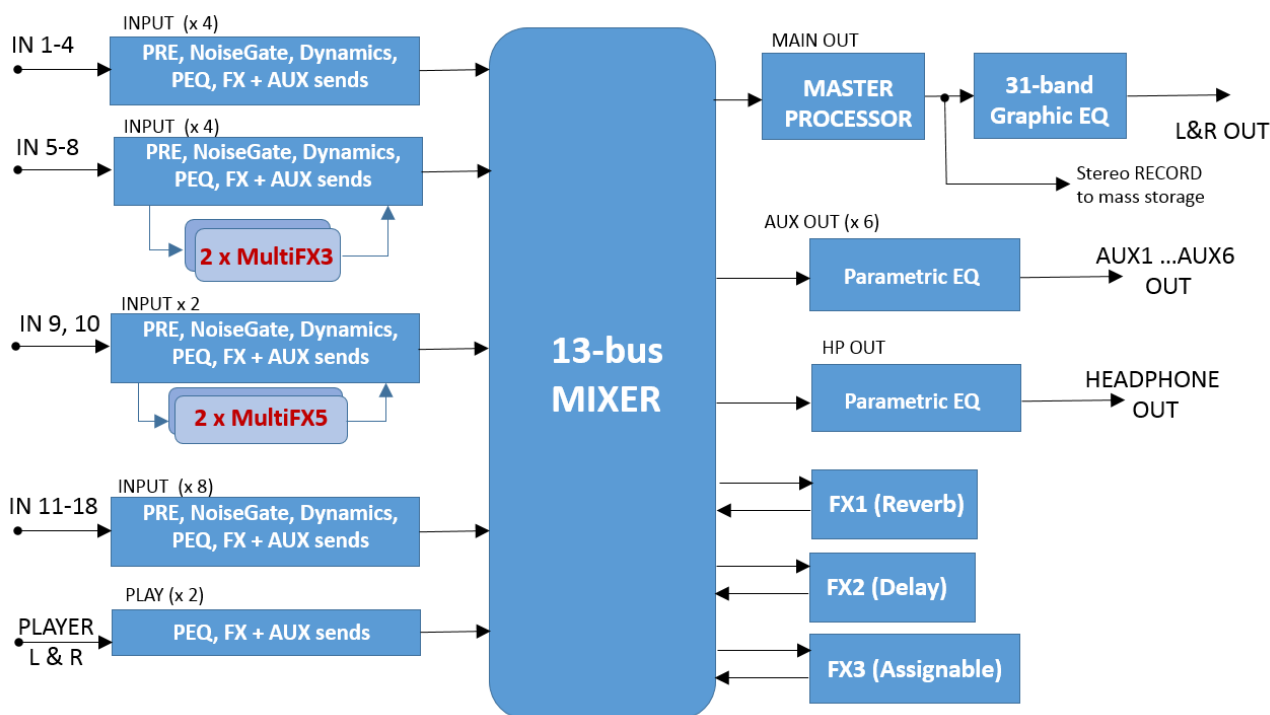 INPUT (x 4)
IN 1-4
PRE, NoiseGate, Dynamics,
PEQ, FX + AUX sends
INPUT (x 4)
IN 5-8
PRE, NoiseGate, Dynamics,
PEQ, FX + AUX sends
2 x MultiFX3
INPUT x 2
IN 9, 10
PRE, NoiseGate, Dynamics,
PEQ, FX + AUX sends
2 x MultiFX5
INPUT (x 8)
IN 11-18
PRE, NoiseGate, Dynamics,
PEQ, FX + AUX sends
PLAY (x 2)
PLAYER
L & R
PEQ, FX + AUX sends
13-bus
MIXER
MAIN OUT
MASTER
PROCESSOR
31-band
Graphic EQ
L&R OUT
Stereo RECORD
to mass storage
AUX OUT (x 6)
Parametric EQ
AUX1 ...AUX6
OUT
HP OUT
Parametric EQ
HEADPHONE
OUT
FX1 (Reverb)
FX2 (Delay)
FX3 (Assignable)